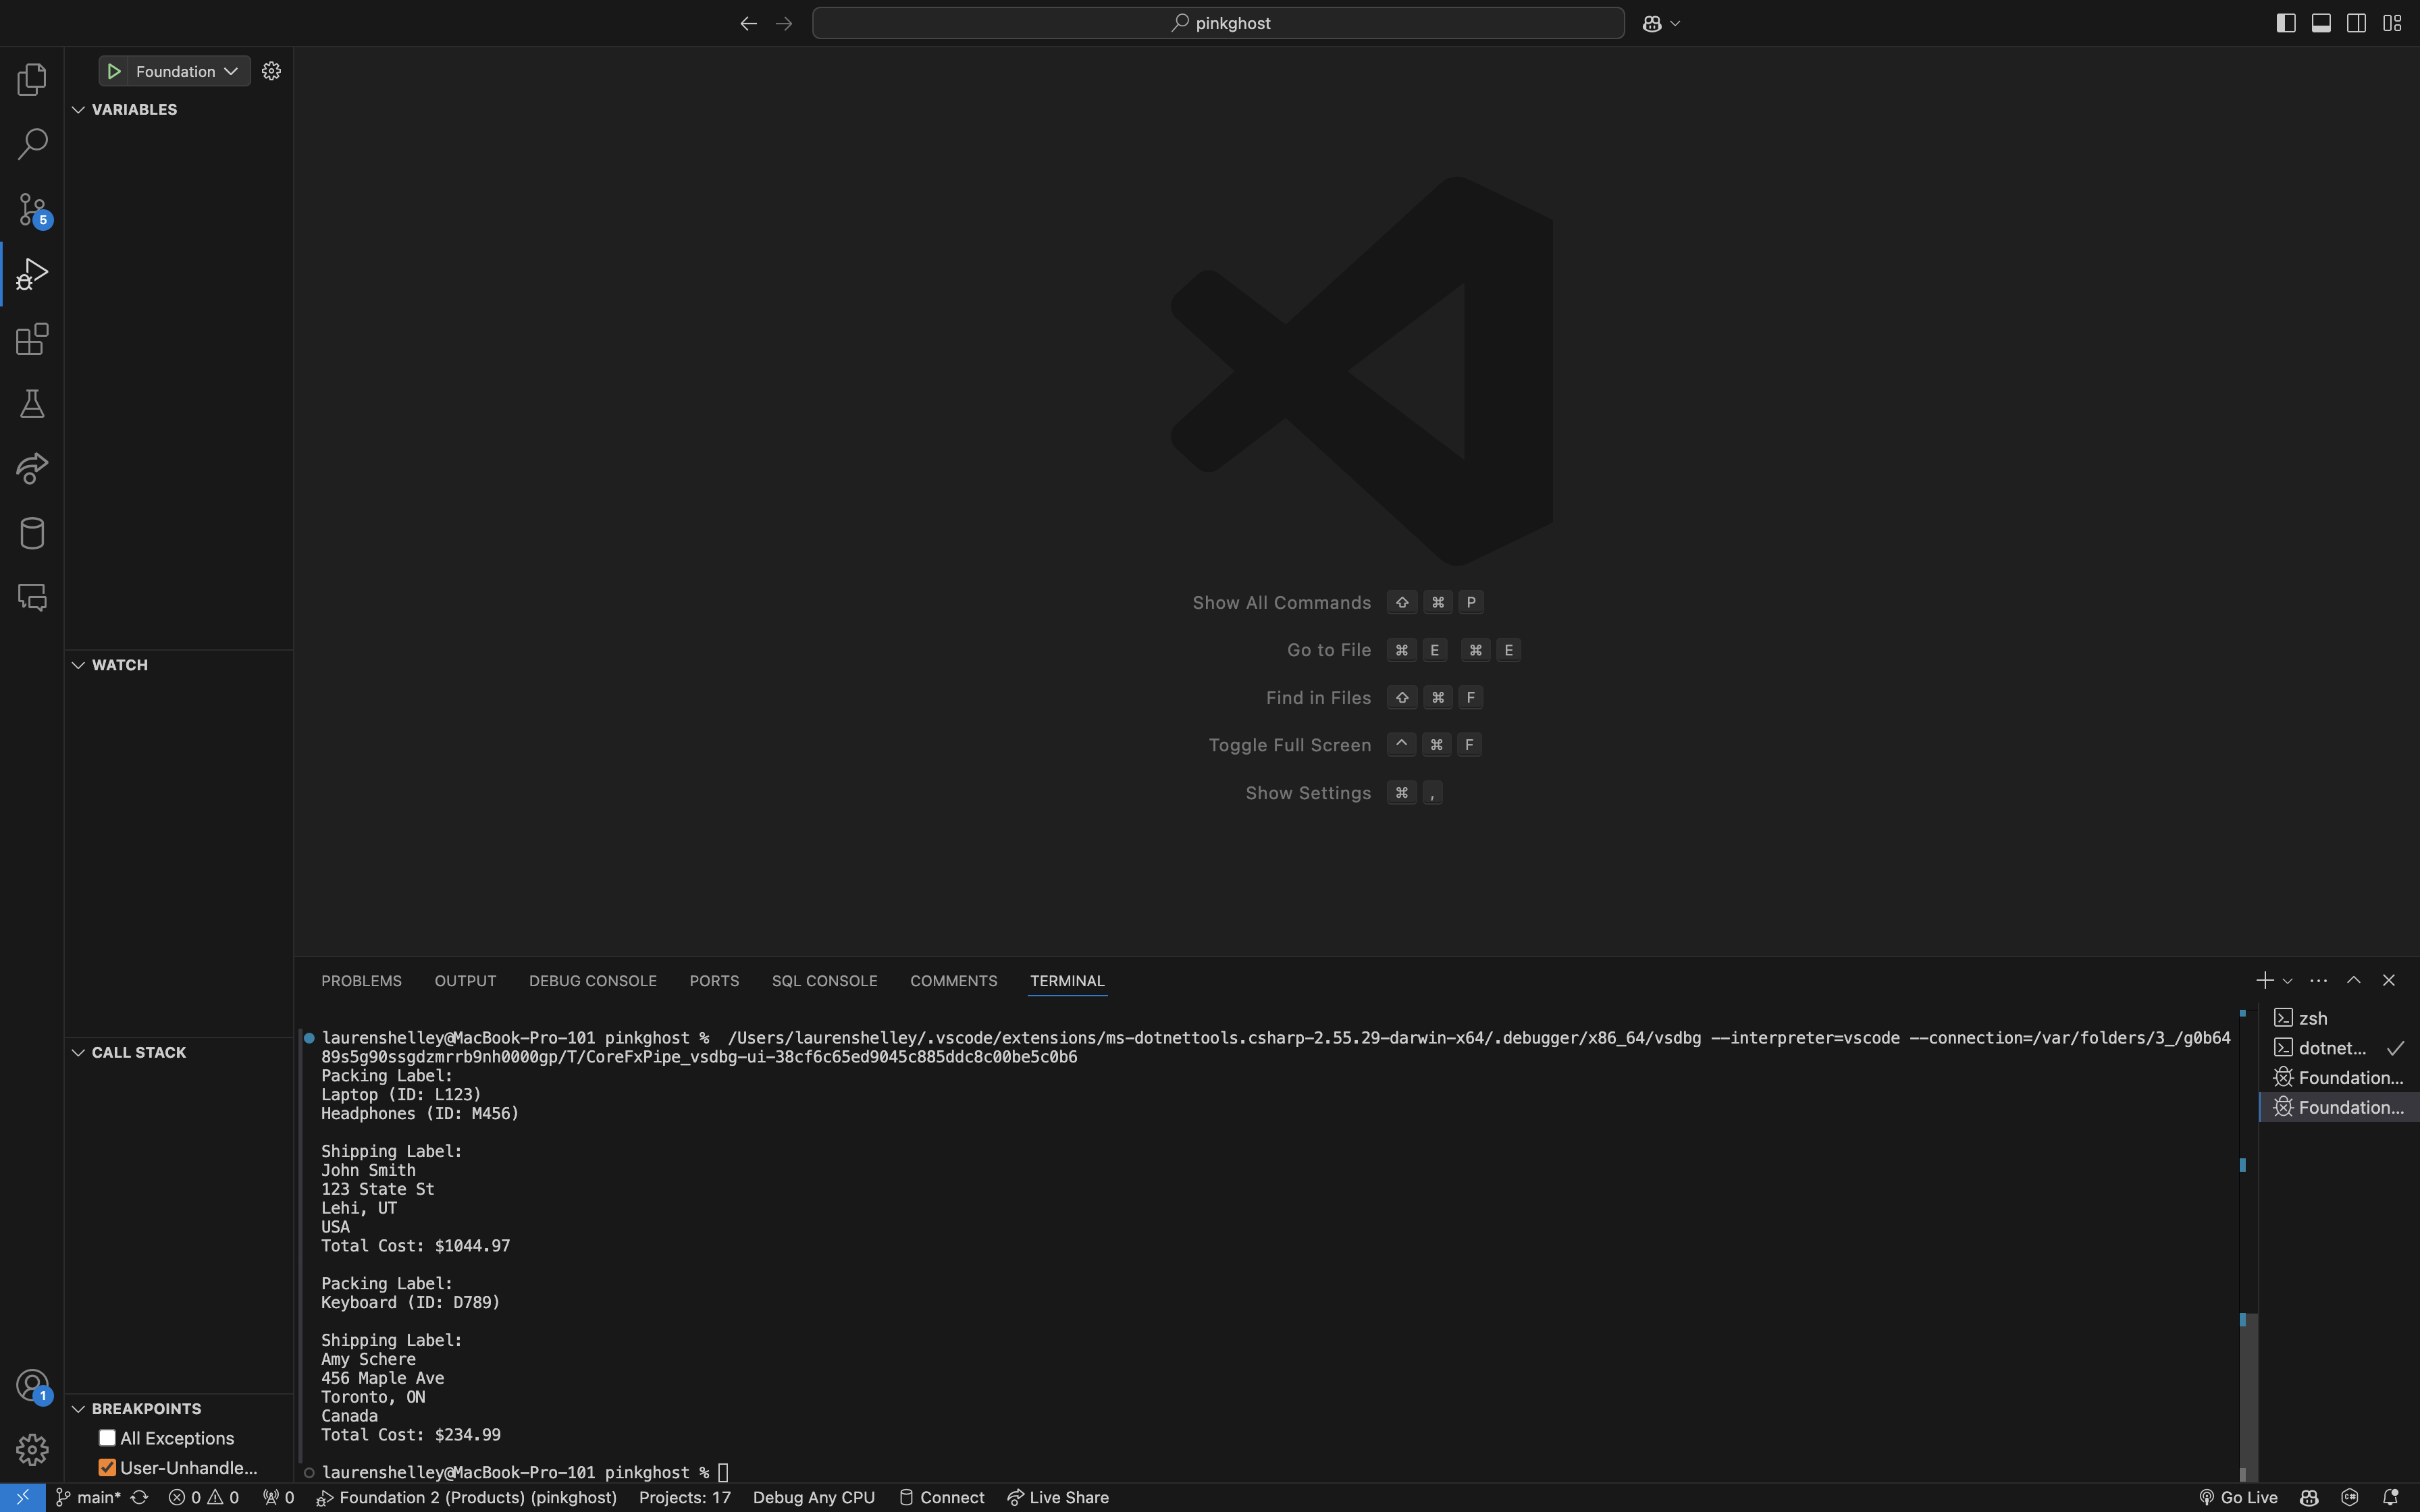 pinkghost
Foundation
VARIABLES
5
WATCH
CALL STACK
BREAKPOINTS
All Exceptions
User-Unhandle...
1
Show All Commands ⇧ ⌘ P
Go to File ⌘ E ⌘ E
Find in Files ⇧ ⌘ F
Toggle Full Screen ^ ⌘ F
Show Settings ⌘ ,
PROBLEMS OUTPUT DEBUG CONSOLE PORTS SQL CONSOLE COMMENTS TERMINAL
laurenshelley@MacBook-Pro-101 pinkghost % /Users/laurenshelley/.vscode/extensions/ms-dotnettools.csharp-2.55.29-darwin-x64/.debugger/x86_64/vsdbg --interpreter=vscode --connection=/var/folders/3_/g0b64
89s5g90ssgdzmrrb9nh0000gp/T/CoreFxPipe_vsdbg-ui-38cf6c65ed9045c885ddc8c00be5c0b6
Packing Label:
Laptop (ID: L123)
Headphones (ID: M456)
Shipping Label:
John Smith
123 State St
Lehi, UT
USA
Total Cost: $1044.97
Packing Label:
Keyboard (ID: D789)
Shipping Label:
Amy Schere
456 Maple Ave
Toronto, ON
Canada
Total Cost: $234.99
laurenshelley@MacBook-Pro-101 pinkghost %
zsh
dotnet...
Foundation...
Foundation...
main* 0 0 0 Foundation 2 (Products) (pinkghost) Projects: 17 Debug Any CPU Connect Live Share Go Live